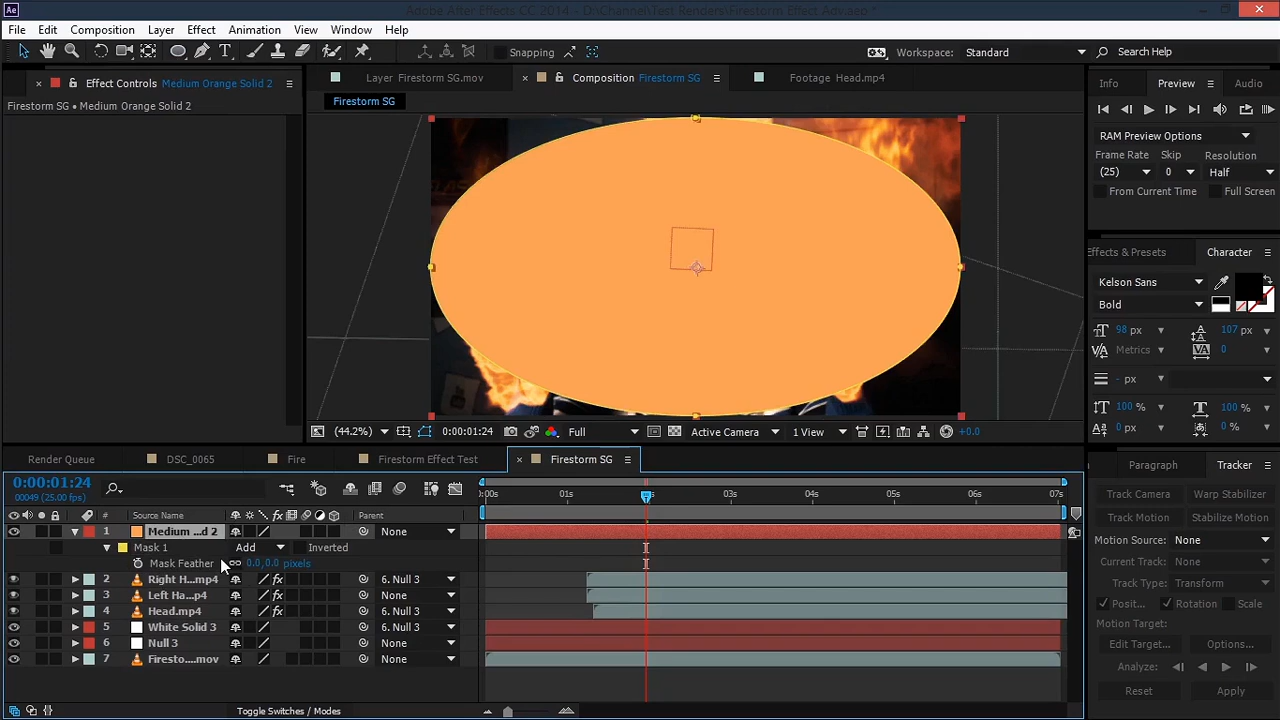 Adobe After Effects CC 2014 - D:\Channel\Test Renders\Firestorm Effect Adv.aep *
File Edit Composition Layer Effect Animation View Window Help
Snapping
Workspace: Standard
Search Help
Effect Controls Medium Orange Solid 2
Firestorm SG • Medium Orange Solid 2
Layer Firestorm SG.mov
Composition Firestorm SG
Footage Head.mp4
Firestorm SG
Info Preview Audio
RAM Preview Options
Frame Rate Skip Resolution
(25) 0 Half
From Current Time Full Screen
Effects & Presets Character
Kelson Sans
Bold
98 px 107 px
Metrics 0
- px
100 % 100 %
0 px 0 %
(44.2%) 0:00:01:24 Full Active Camera 1 View +0.0
Render Queue DSC_0065 Fire Firestorm Effect Test Firestorm SG
0:00:01:24
00049 (25.00 fps)
:00s 01s 03s 04s 05s 06s 07s
# Source Name Parent
1 Medium ...d 2 None
Mask 1 Add Inverted
Mask Feather 0.0,0.0 pixels
2 Right H...mp4 6. Null 3
3 Left Ha...p4 6. Null 3
4 Head.mp4 6. Null 3
5 White Solid 3 6. Null 3
6 Null 3 None
7 Firesto....mov None
Toggle Switches / Modes
Paragraph Tracker
Track Camera Warp Stabilizer
Track Motion Stabilize Motion
Motion Source: None
Current Track: None
Track Type: Transform
Posit... Rotation Scale
Motion Target:
Edit Target... Options...
Analyze:
Reset Apply